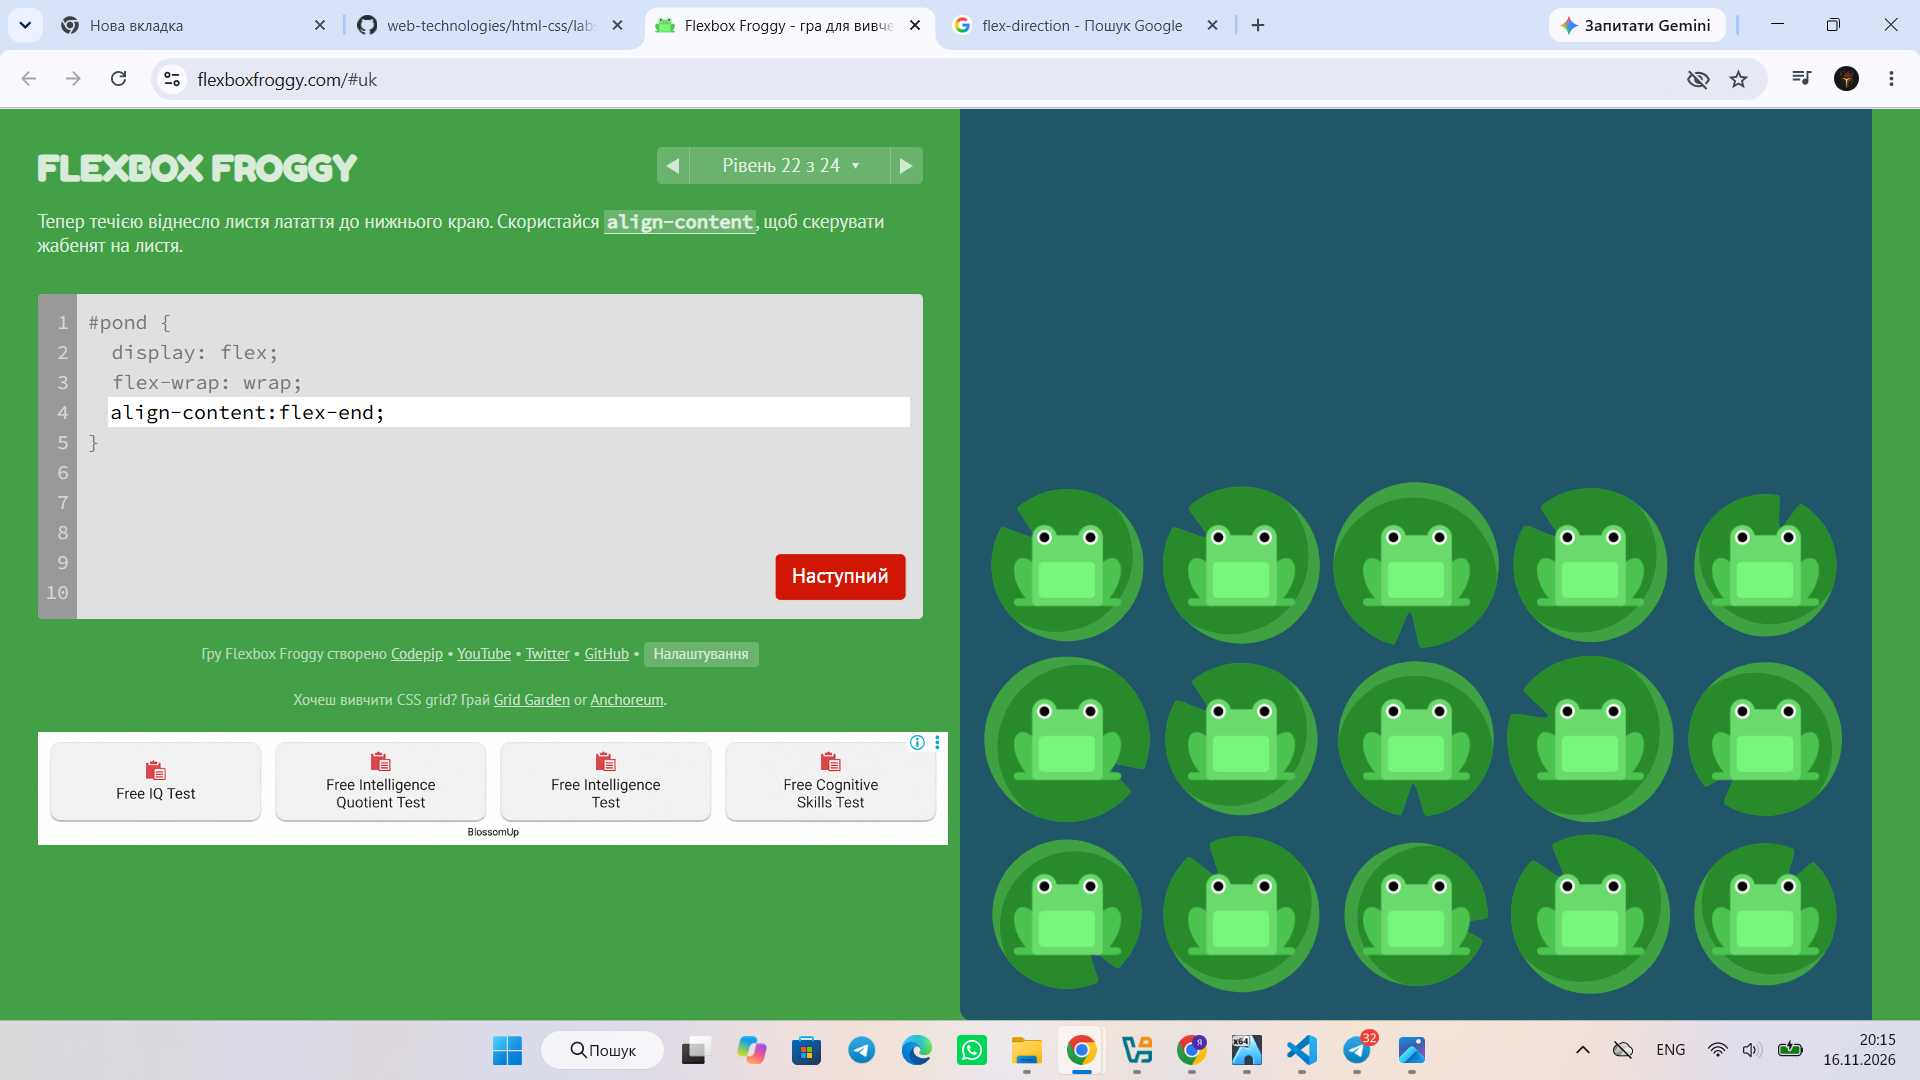 Нова вкладка
web-technologies/html-css/lab
Flexbox Froggy - гра для вивче
flex-direction - Пошук Google
Запитати Gemini
flexboxfroggy.com/#uk
FLEXBOX FROGGY
Рівень 22 з 24
Тепер течією віднесло листя латаття до нижнього краю. Скористайся align-content, щоб скерувати
жабенят на листя.
1 #pond {
2 display: flex;
3 flex-wrap: wrap;
4 align-content:flex-end;
5 }
6
7
8
9
10
Наступний
Гру Flexbox Froggy створено Codepip • YouTube • Twitter • GitHub • Налаштування
Хочеш вивчити CSS grid? Грай Grid Garden or Anchoreum.
Free IQ Test
Free Intelligence
Quotient Test
Free Intelligence
Test
Free Cognitive
Skills Test
BlossomUp
Пошук
Я
x64
32
ENG
20:15
16.11.2026